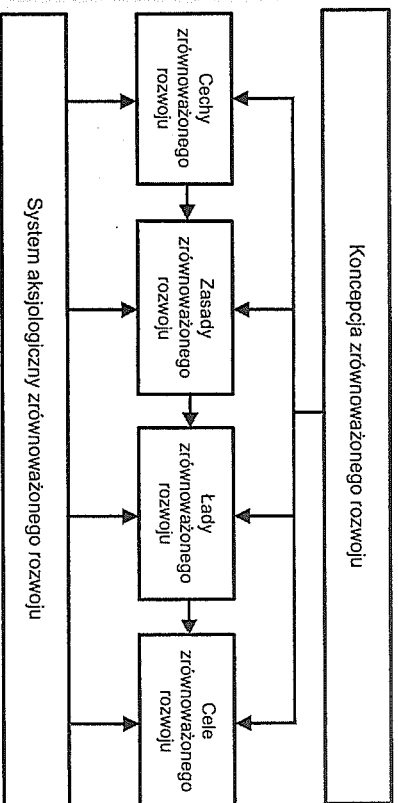 Koncepcja zrównoważonego rozwoju
Cechy
zrównoważonego
rozwoju
Zasady
zrównoważonego
rozwoju
Łady
zrównoważonego
rozwoju
Cele
zrównoważonego
rozwoju
System aksjologiczny zrównoważonego rozwoju